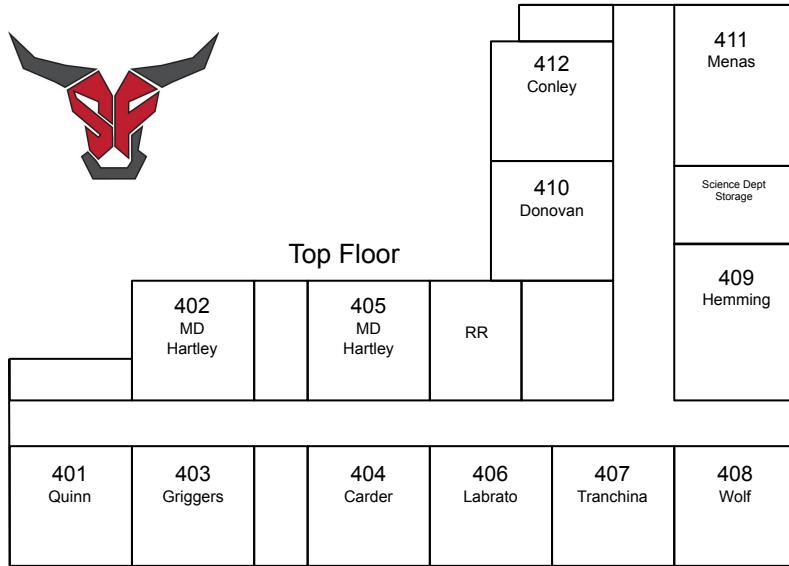 SF
411
Menas
412
Conley
Science Dept
Storage
410
Donovan
Top Floor
409
Hemming
402
MD
Hartley
405
MD
Hartley
RR
401
Quinn
403
Griggers
404
Carder
406
Labrato
407
Tranchina
408
Wolf